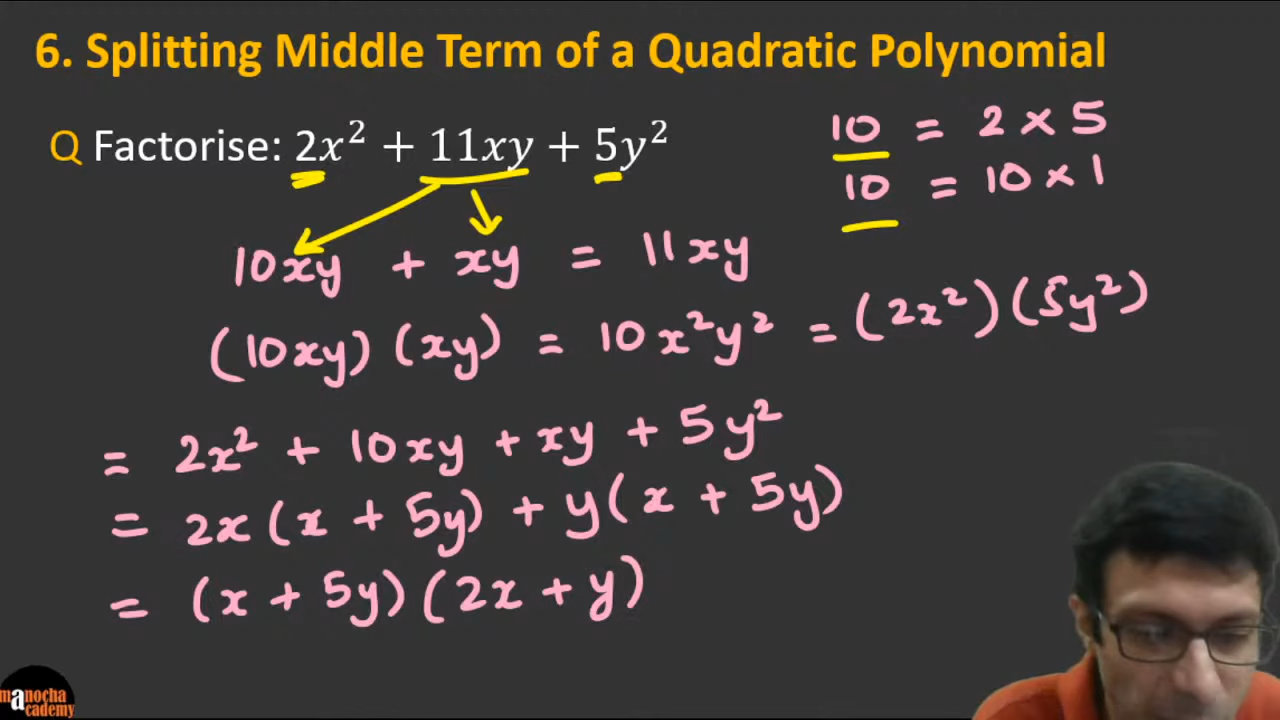 6. Splitting Middle Term of a Quadratic Polynomial
Q Factorise: 2x² + 11xy + 5y²
10 = 2 × 5
10 = 10 × 1
10xy + xy = 11xy
(10xy) (xy) = 10x²y² = (2x²) (5y²)
= 2x² + 10xy + xy + 5y²
= 2x (x + 5y) + y (x + 5y)
= (x + 5y) (2x + y)
manocha
academy